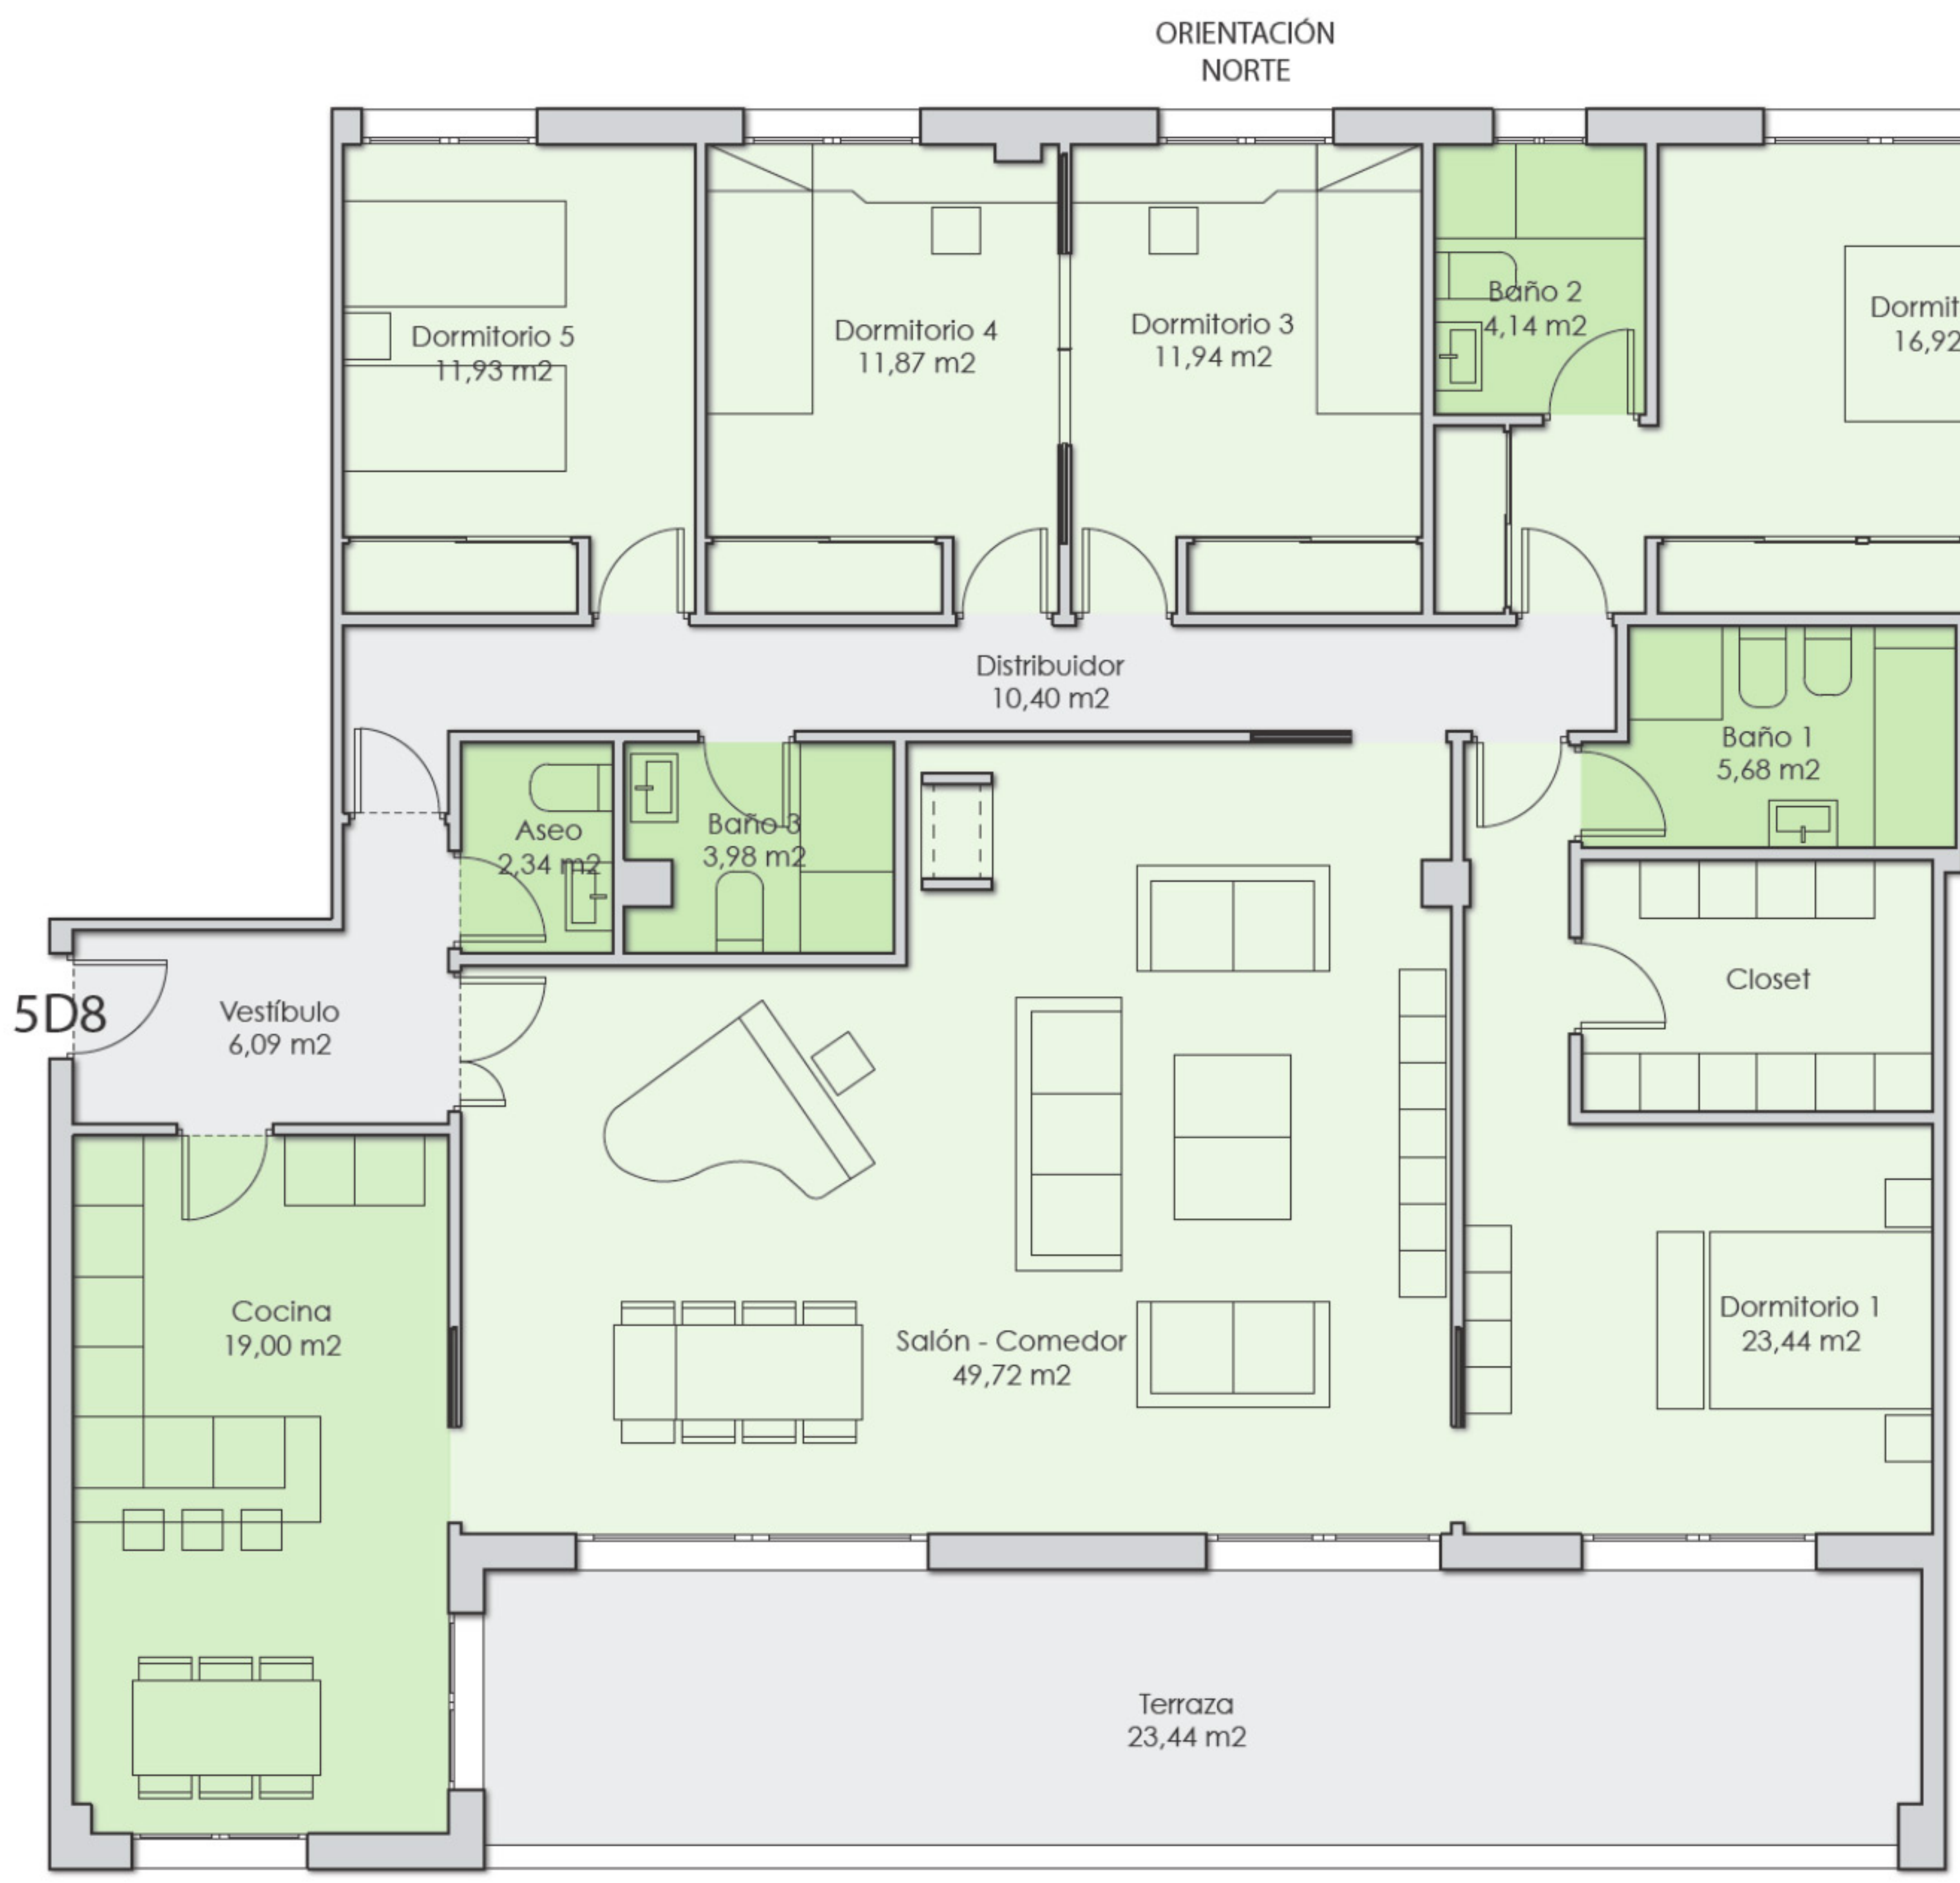 ORIENTACIÓN
NORTE
Dormitorio 5
11,93 m2
Dormitorio 4
11,87 m2
Dormitorio 3
11,94 m2
Baño 2
4,14 m2
Dormit
16,92
Distribuidor
10,40 m2
Aseo
2,34 m2
Baño 3
3,98 m2
Baño 1
5,68 m2
Closet
5D8
Vestíbulo
6,09 m2
Cocina
19,00 m2
Salón - Comedor
49,72 m2
Dormitorio 1
23,44 m2
Terraza
23,44 m2